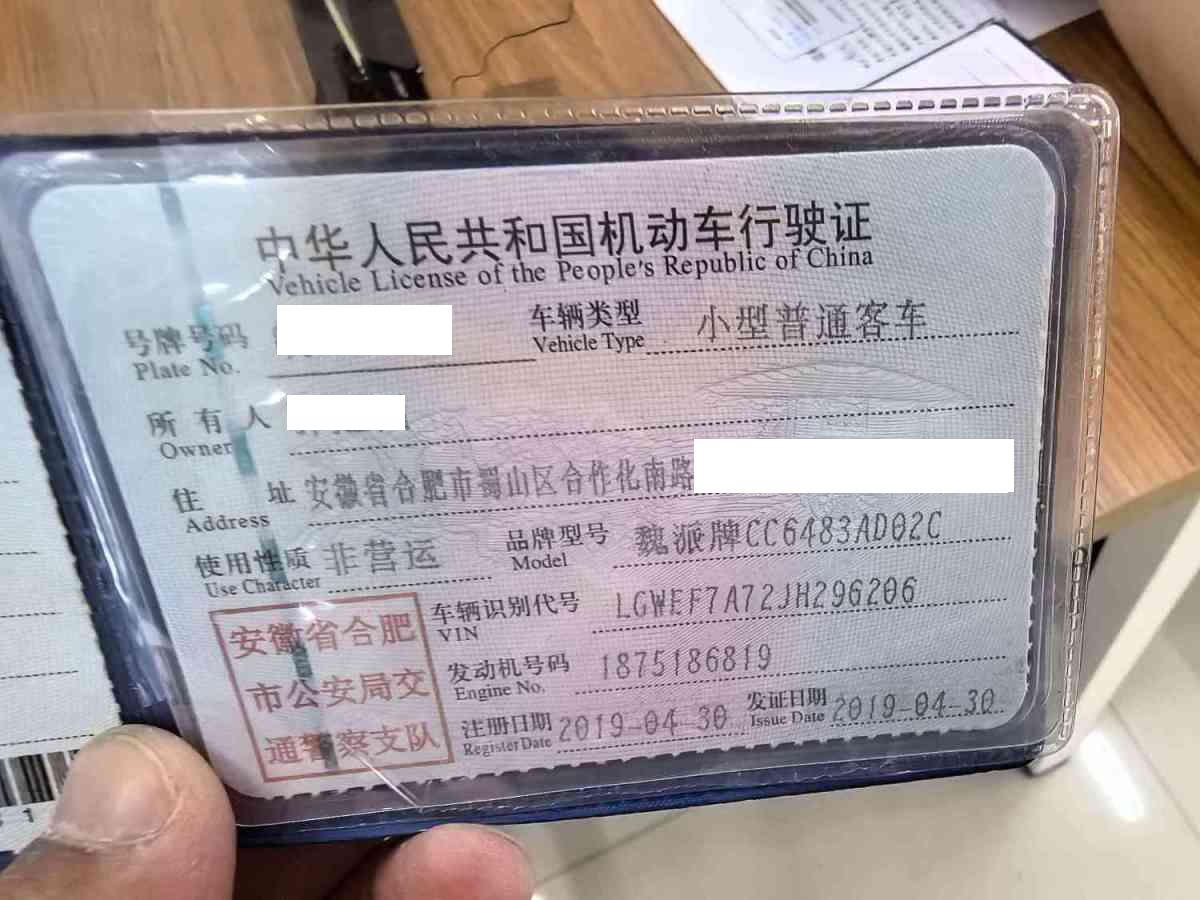 中华人民共和国机动车行驶证
Vehicle License of the People's Republic of China
号牌号码 车辆类型 小型普通客车
Plate No. Vehicle Type
所有人
Owner
住址 安徽省合肥市蜀山区合作化南路
Address
使用性质 非营运 品牌型号 魏派牌CC6483AD02C
Use Character Model
安徽省合肥
市公安局交
通警察支队
车辆识别代号 LGWEF7A72JH296206
VIN
发动机号码 1875186819
Engine No.
注册日期 2019-04-30 发证日期 2019-04-30
Register Date Issue Date